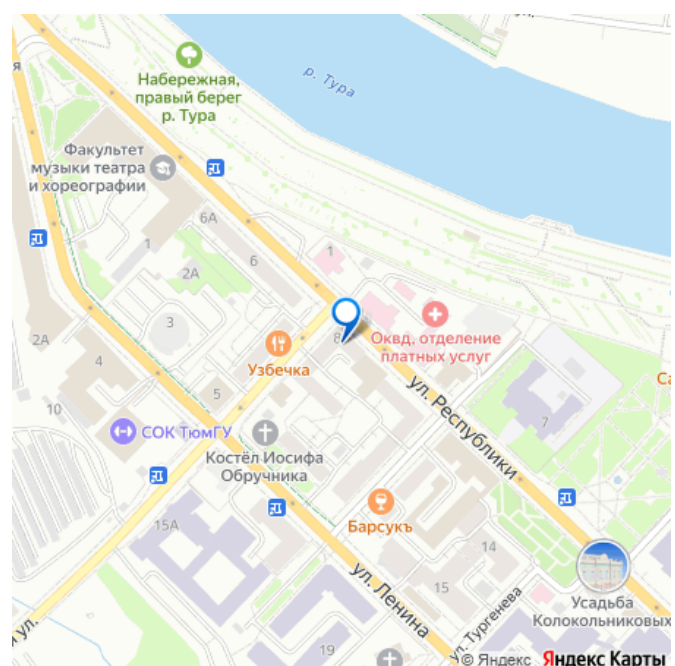 р. Тура
Набережная,
правый берег
р. Тура
Факультет
музыки театра
и хореографии
6А
1
1
6
2А
3
8
Оквд, отделение
платных услуг
2А
4
Узбечка
5
ул. Республики
Са
10
7
СОК ТюмГУ
Костёл Иосифа
Обручника
15А
Барсукъ
14
ул. Ленина
15
Усадьба
Колокольниковых
ул. Тургенева
ул.
19
© Яндекс Яндекс Карты